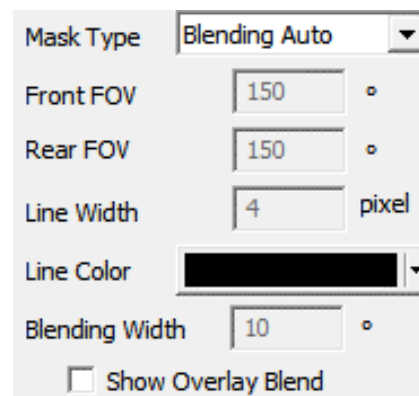 Mask Type Blending Auto
Front FOV 150 °
Rear FOV 150 °
Line Width 4 pixel
Line Color
Blending Width 10 °
Show Overlay Blend